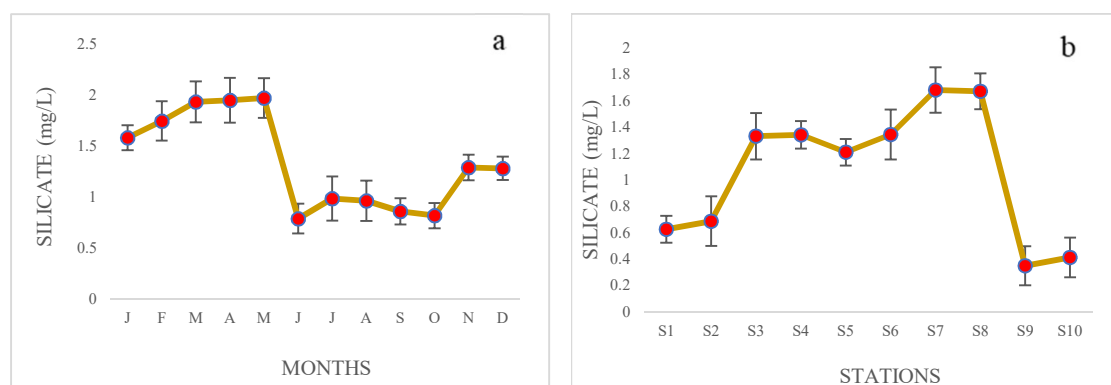 a
SILICATE (mg/L)
2.5
2
1.5
1
0.5
0
J F M A M J J A S O N D
MONTHS
b
SILICATE (mg/L)
2
1.8
1.6
1.4
1.2
1
0.8
0.6
0.4
0.2
0
S1 S2 S3 S4 S5 S6 S7 S8 S9 S10
STATIONS